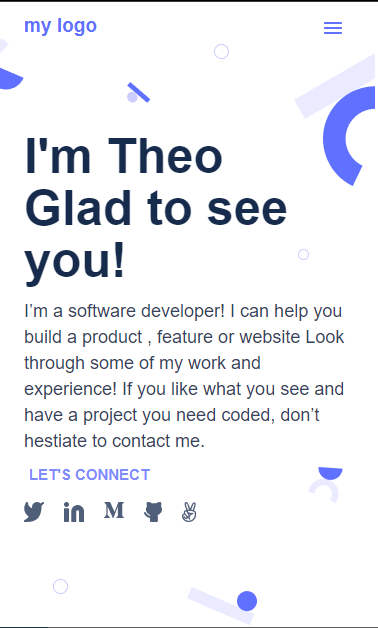 my logo
I'm Theo
Glad to see
you!
I’m a software developer! I can help you
build a product , feature or website Look
through some of my work and
experience! If you like what you see and
have a project you need coded, don’t
hestiate to contact me.
LET'S CONNECT